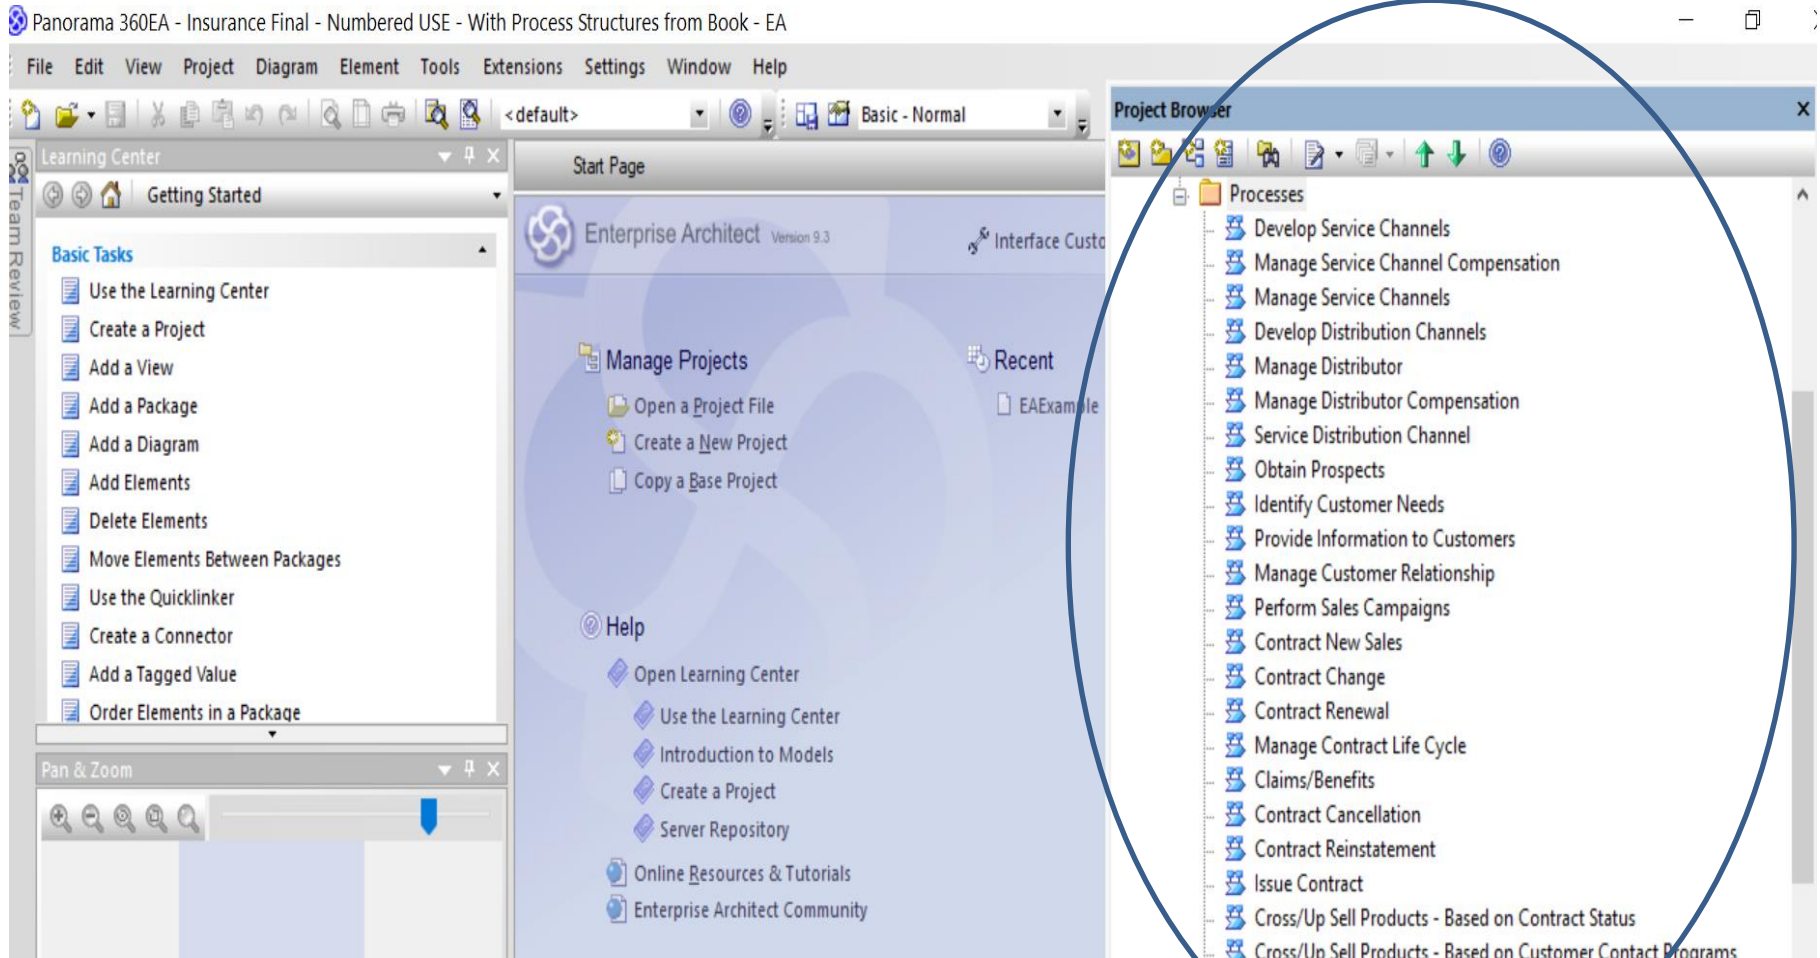 Panorama 360EA - Insurance Final - Numbered USE - With Process Structures from Book - EA
File Edit View Project Diagram Element Tools Extensions Settings Window Help
<default>
Basic - Normal
Team Review
Learning Center
Getting Started
Basic Tasks
Use the Learning Center
Create a Project
Add a View
Add a Package
Add a Diagram
Add Elements
Delete Elements
Move Elements Between Packages
Use the Quicklinker
Create a Connector
Add a Tagged Value
Order Elements in a Package
Pan & Zoom
Start Page
Enterprise Architect Version 9.3
Interface Custo
Manage Projects
Open a Project File
Create a New Project
Copy a Base Project
Recent
EAExample
Help
Open Learning Center
Use the Learning Center
Introduction to Models
Create a Project
Server Repository
Online Resources & Tutorials
Enterprise Architect Community
Project Browser
Processes
Develop Service Channels
Manage Service Channel Compensation
Manage Service Channels
Develop Distribution Channels
Manage Distributor
Manage Distributor Compensation
Service Distribution Channel
Obtain Prospects
Identify Customer Needs
Provide Information to Customers
Manage Customer Relationship
Perform Sales Campaigns
Contract New Sales
Contract Change
Contract Renewal
Manage Contract Life Cycle
Claims/Benefits
Contract Cancellation
Contract Reinstatement
Issue Contract
Cross/Up Sell Products - Based on Contract Status
Cross/Up Sell Products - Based on Customer Contact Programs